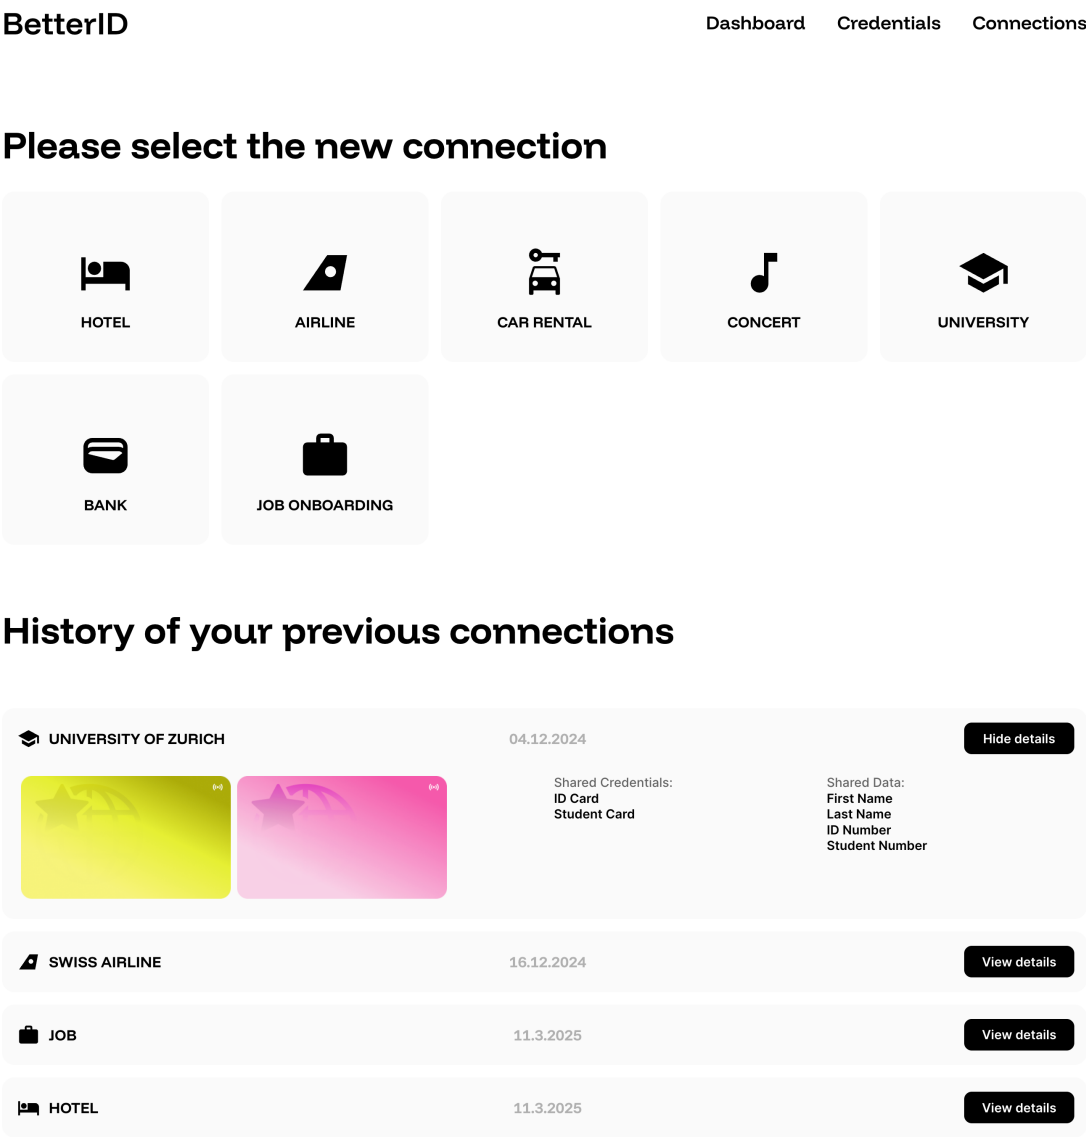 BetterID
Dashboard Credentials Connections
Please select the new connection
HOTEL
AIRLINE
CAR RENTAL
CONCERT
UNIVERSITY
BANK
JOB ONBOARDING
History of your previous connections
UNIVERSITY OF ZURICH 04.12.2024 Hide details
Shared Credentials:
ID Card
Student Card
Shared Data:
First Name
Last Name
ID Number
Student Number
SWISS AIRLINE 16.12.2024 View details
JOB 11.3.2025 View details
HOTEL 11.3.2025 View details